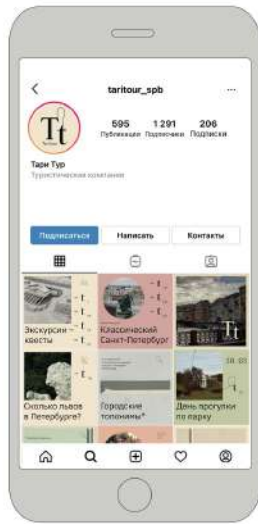 taritour_spb
Tt
595 1 291 206
Публикации Подписчики Подписки
Тари Тур
Туристическая компания
Подписаться Написать Контакты
Экскурсии -
квесты
Классический
Санкт-Петербург
Tt
Сколько львов
в Петербурге?
Городские
топонимы*
День прогулки
по парку